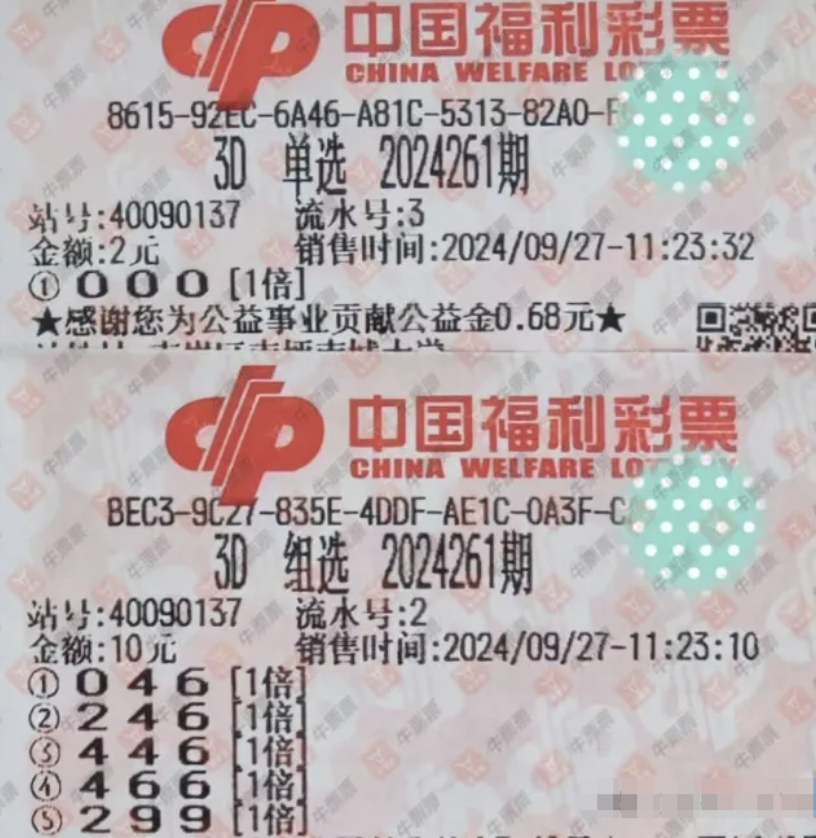 中国福利彩票
CHINA WELFARE LOTTERY
8615-92EC-6A46-A81C-5313-82A0-
3D 单选 2024261期
站号:40090137 流水号:3
金额:2元 销售时间:2024/09/27-11:23:32
① 0 0 0 [1倍]
★感谢您为公益事业贡献公益金0.68元★
中国福利彩票
CHINA WELFARE LOTTERY
BEC3-9C27-835E-4DDF-AE1C-0A3F-C
3D 组选 2024261期
站号:40090137 流水号:2
金额:10元 销售时间:2024/09/27-11:23:10
① 0 4 6 [1倍]
② 2 4 6 [1倍]
③ 4 4 6 [1倍]
④ 4 6 6 [1倍]
⑤ 2 9 9 [1倍]